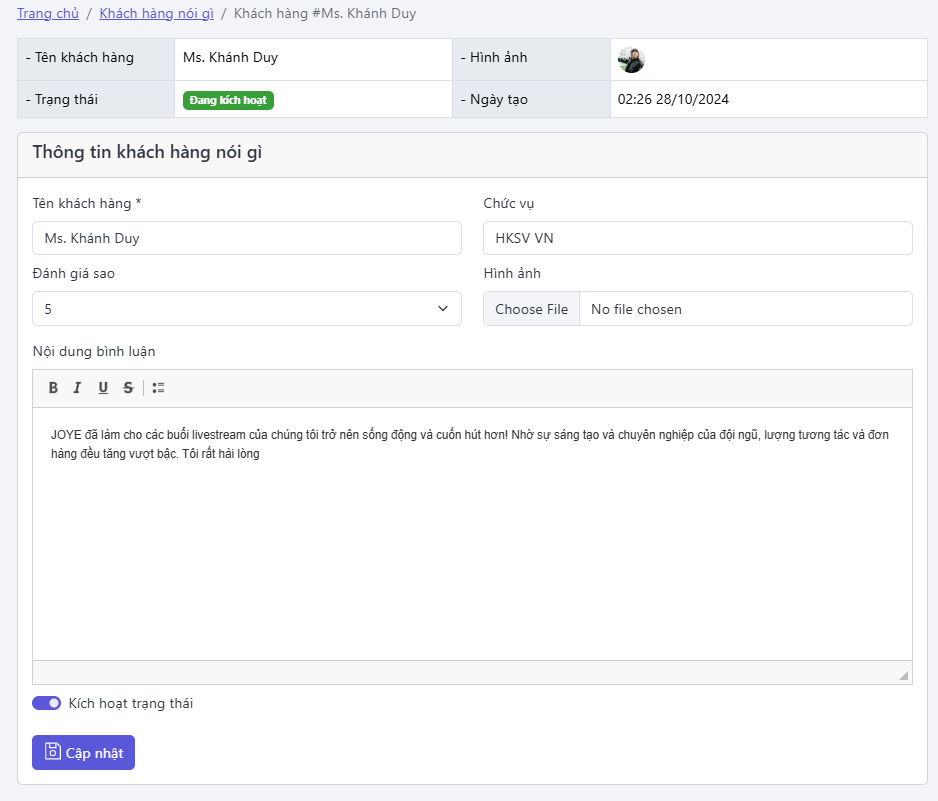 Trang chủ / Khách hàng nói gì / Khách hàng #Ms. Khánh Duy
- Tên khách hàng
Ms. Khánh Duy
- Hình ảnh
- Trạng thái
Đang kích hoạt
- Ngày tạo
02:26 28/10/2024
Thông tin khách hàng nói gì
Tên khách hàng *
Chức vụ
Ms. Khánh Duy
HKSV VN
Đánh giá sao
Hình ảnh
5
Choose File No file chosen
Nội dung bình luận
B I U S
JOYE đã làm cho các buổi livestream của chúng tôi trở nên sống động và cuốn hút hơn! Nhờ sự sáng tạo và chuyên nghiệp của đội ngũ, lượng tương tác và đơn
hàng đều tăng vượt bậc. Tôi rất hài lòng
Kích hoạt trạng thái
Cập nhật